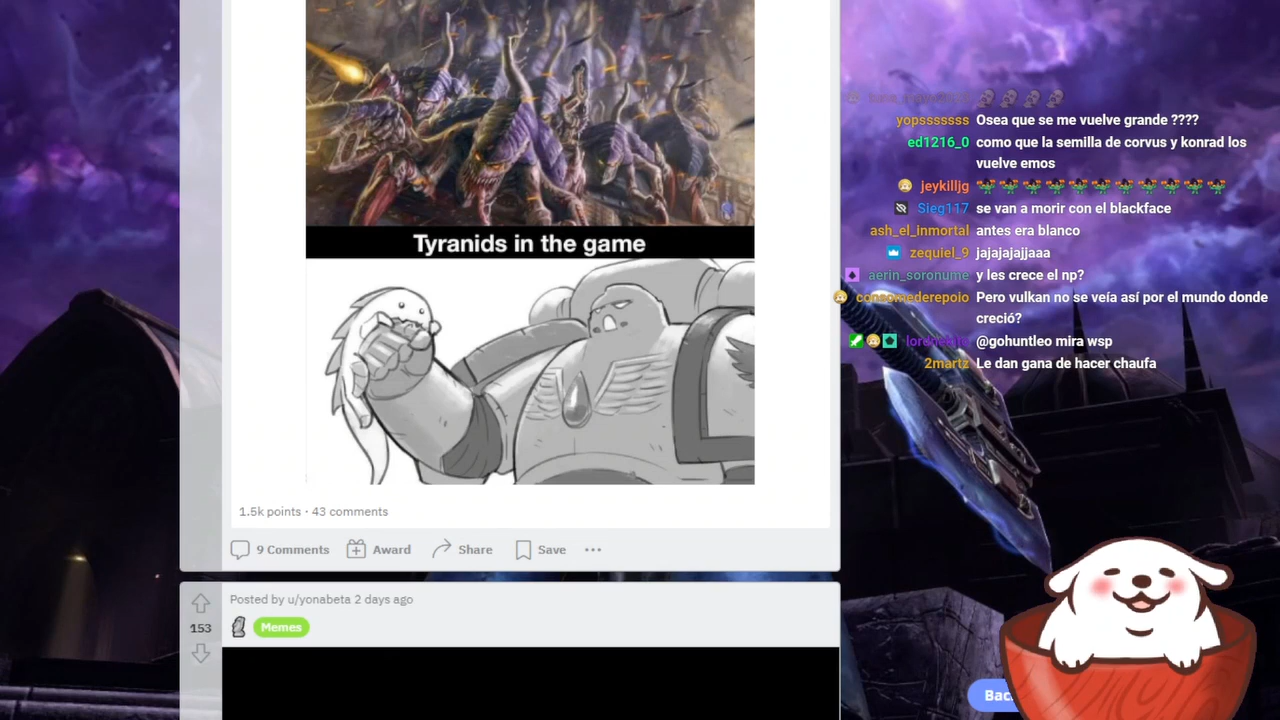 Tyranids in the game
1.5k points · 43 comments
9 Comments Award Share Save
Posted by u/yonabeta 2 days ago
153
Memes
yopsssssss Osea que se me vuelve grande ????
ed1216_0 como que la semilla de corvus y konrad los
vuelve emos
jeykilljg
Sieg117 se van a morir con el blackface
ash_el_inmortal antes era blanco
zequiel_9 jajajajajjaaa
aerin_soronume y les crece el np?
consomederepoio Pero vulkan no se veía así por el mundo donde
creció?
@gohuntleo mira wsp
2martz Le dan gana de hacer chaufa
Bac